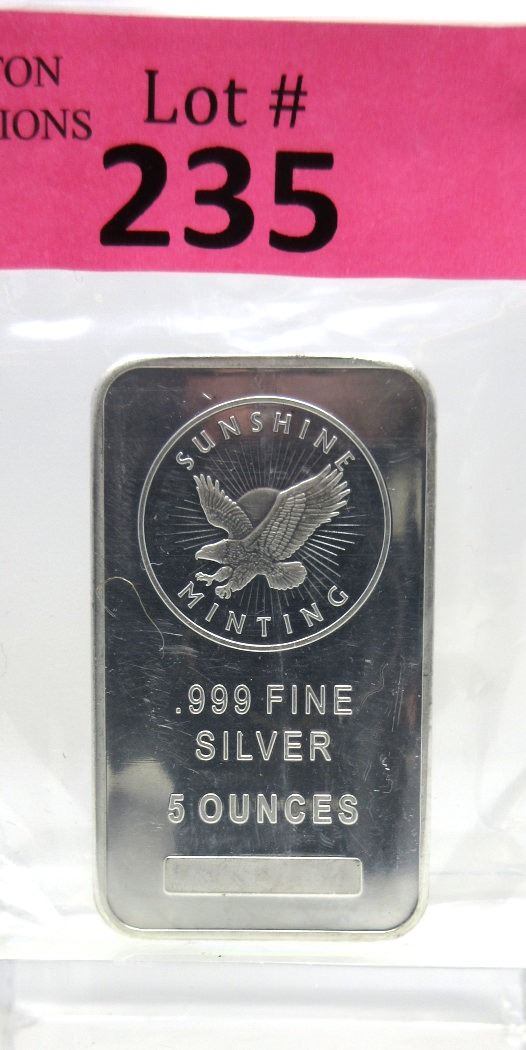 TON
IONS
Lot #
235
SUNSHINE
MINTING
.999 FINE
SILVER
5 OUNCES